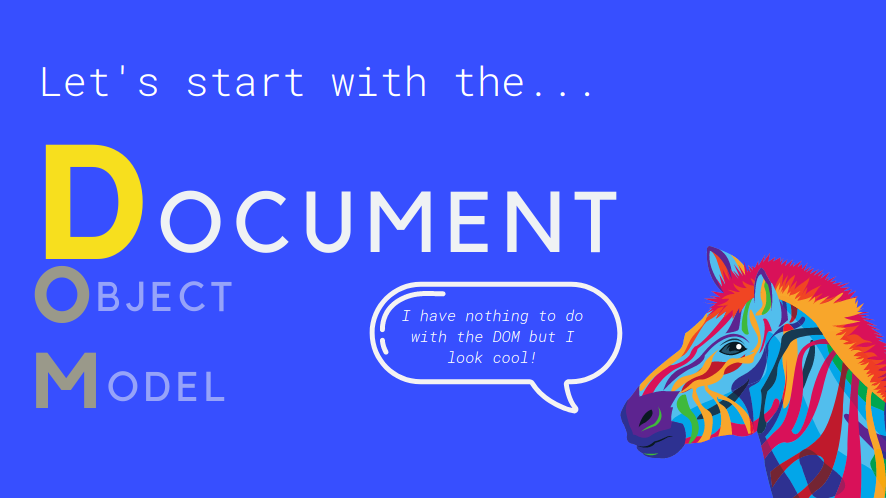 Let's start with the...
DOCUMENT
OBJECT
MODEL
I have nothing to do
with the DOM but I
look cool!